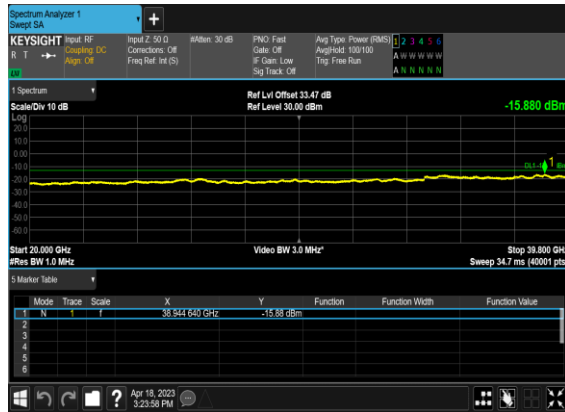 Spectrum Analyzer 1
Swept SA
+
KEYSIGHT Input: RF Input Z: 50 Ω #Atten: 30 dB PNO: Fast Avg Type: Power (RMS) 1 2 3 4 5 6
R T Coupling: DC Corrections: Off Gate: Off Avg|Hold: 100/100 A W W W W W
Align: Off Freq Ref: Int (S) IF Gain: Low Trig: Free Run
Sig Track: Off A N N N N N
1 Spectrum
Scale/Div 10 dB Ref Lvl Offset 33.47 dB
Ref Level 30.00 dBm -15.880 dBm
Log
20.0
10.0
0.00
-10.0
1
-20.0
-30.0
-40.0
-50.0
-60.0
Start 20.000 GHz Video BW 3.0 MHz* Stop 39.800 GH
#Res BW 1.0 MHz Sweep 34.7 ms (40001 pts
5 Marker Table
Mode Trace Scale X Y Function Function Width Function Value
1 N 1 f 38.944 640 GHz -15.88 dBm
2
3
4
5
6
? Apr 18, 2023
3:23:58 PM